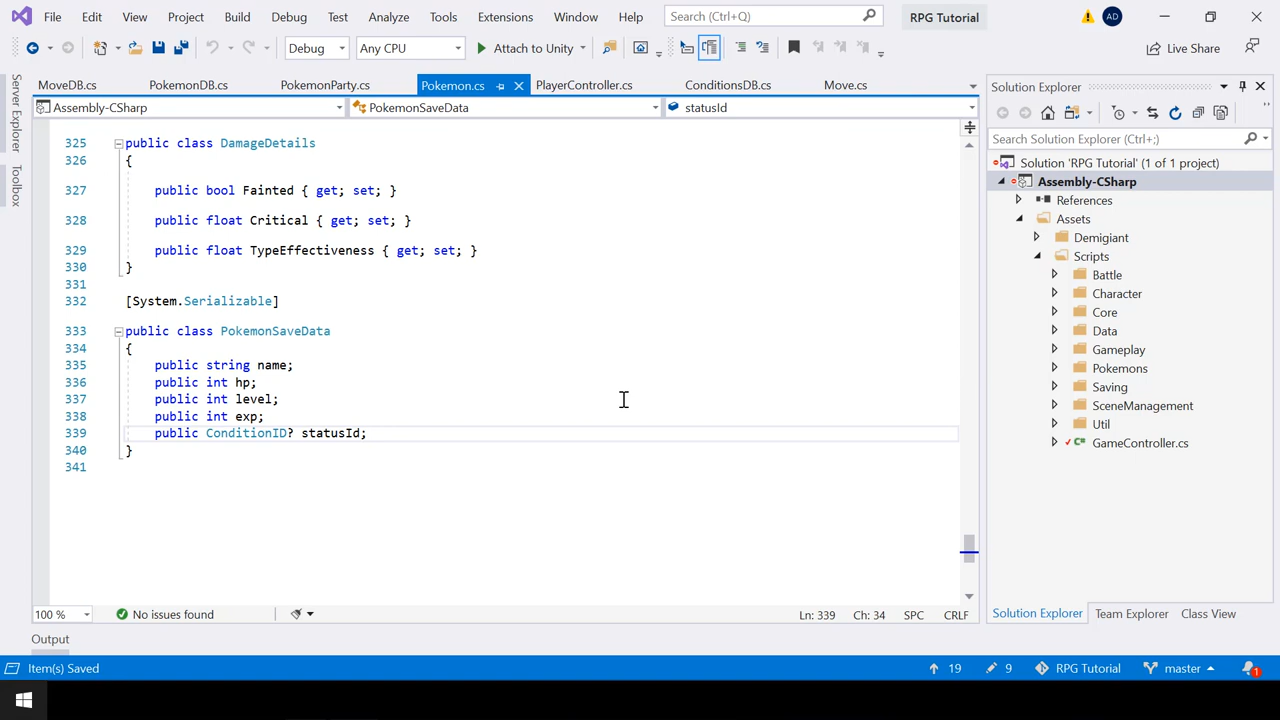 File Edit View Project Build Debug Test Analyze Tools Extensions Window Help Search (Ctrl+Q) RPG Tutorial AD
Debug Any CPU Attach to Unity Live Share
Server Explorer
Toolbox
MoveDB.cs PokemonDB.cs PokemonParty.cs Pokemon.cs PlayerController.cs ConditionsDB.cs Move.cs
Assembly-CSharp PokemonSaveData statusId
325 public class DamageDetails
326 {
327 public bool Fainted { get; set; }
328 public float Critical { get; set; }
329 public float TypeEffectiveness { get; set; }
330 }
331
332 [System.Serializable]
333 public class PokemonSaveData
334 {
335 public string name;
336 public int hp;
337 public int level;
338 public int exp;
339 public ConditionID? statusId;
340 }
341
100 % No issues found Ln: 339 Ch: 34 SPC CRLF
Output
Solution Explorer
Search Solution Explorer (Ctrl+;)
Solution 'RPG Tutorial' (1 of 1 project)
Assembly-CSharp
References
Assets
Demigiant
Scripts
Battle
Character
Core
Data
Gameplay
Pokemons
Saving
SceneManagement
Util
C# GameController.cs
Solution Explorer Team Explorer Class View
Item(s) Saved 19 9 RPG Tutorial master 1